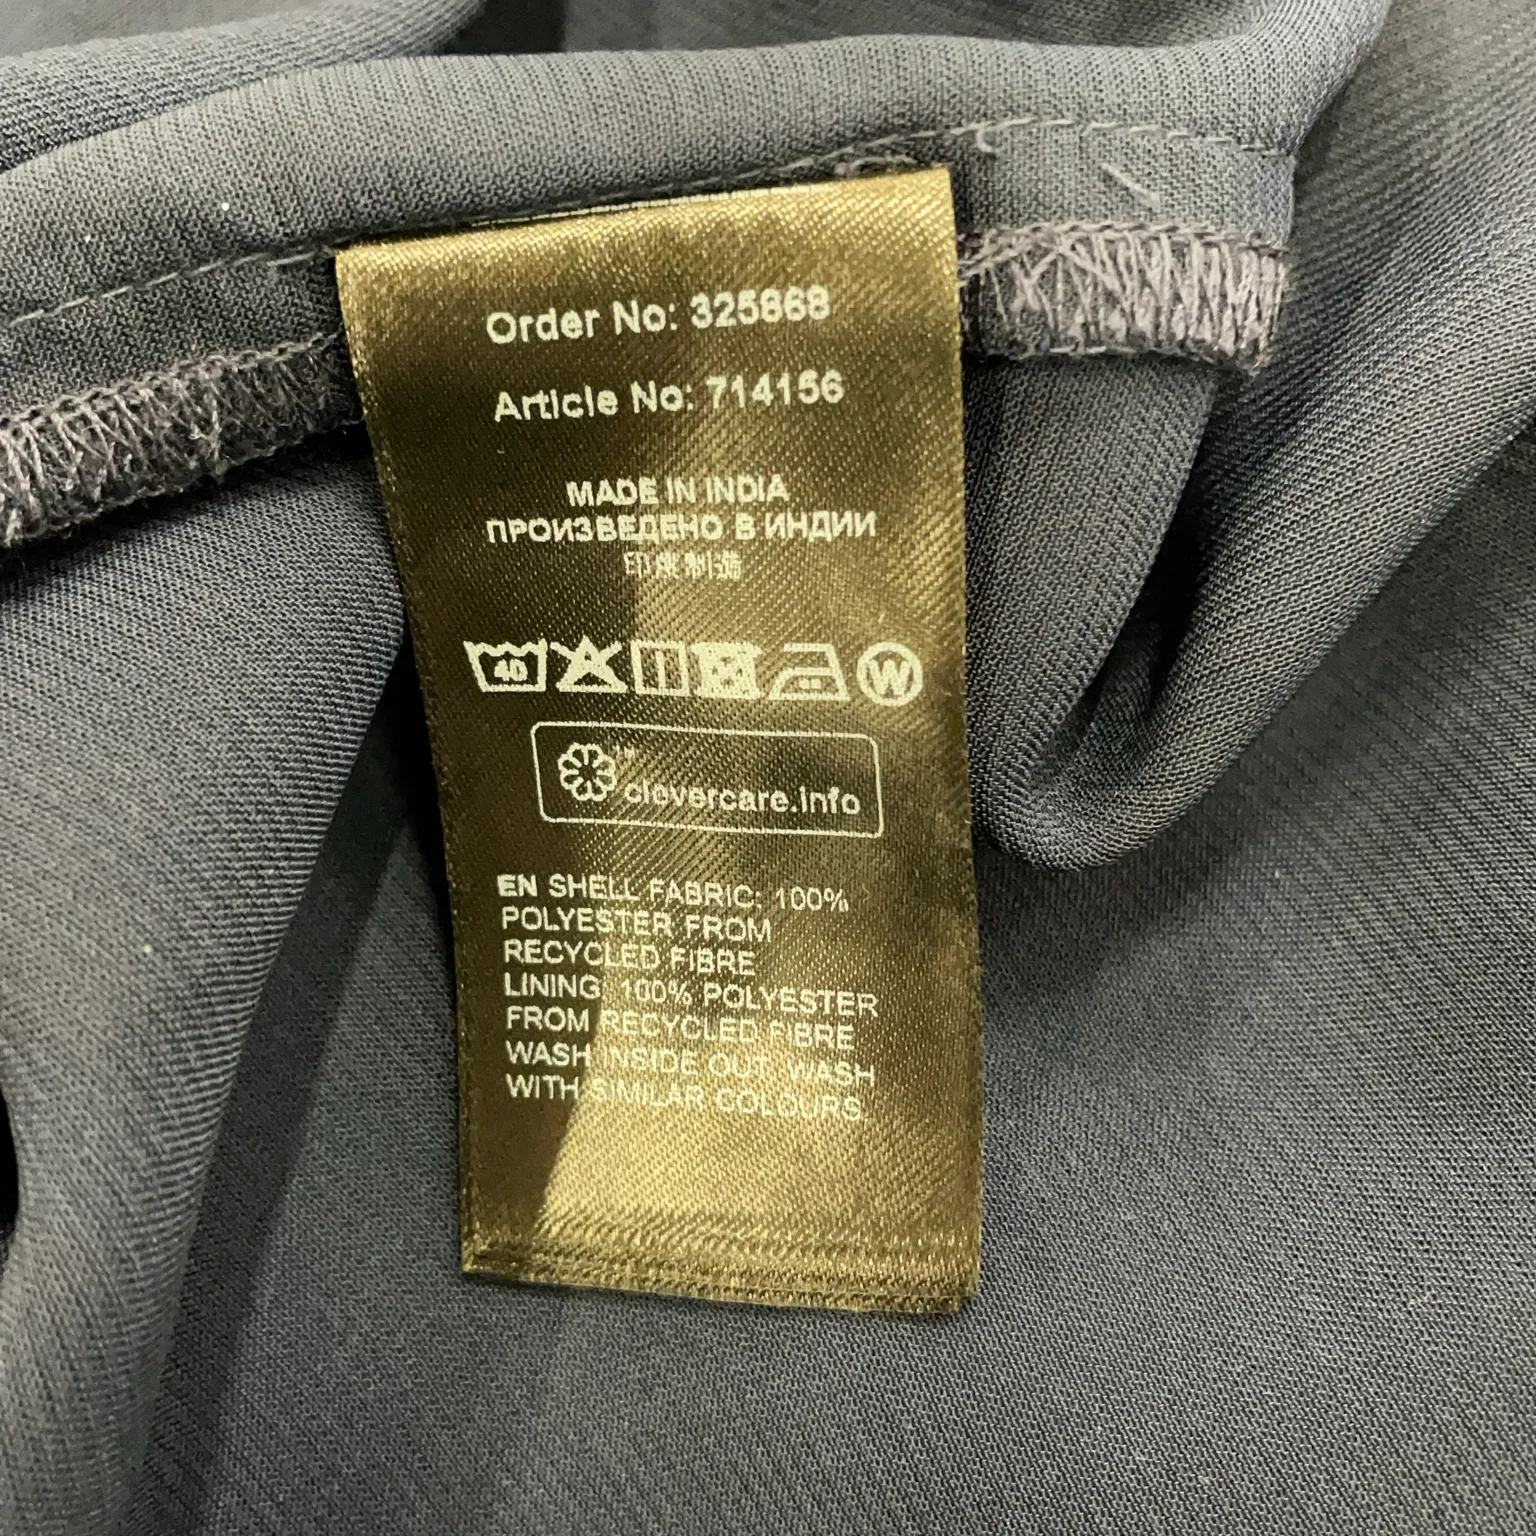 Order No: 325868
Article No: 714156
MADE IN INDIA
ПРОИЗВЕДЕНО В ИНДИИ
印度制造
40
W
TM
clevercare.info
EN SHELL FABRIC: 100%
POLYESTER FROM
RECYCLED FIBRE
LINING: 100% POLYESTER
FROM RECYCLED FIBRE
WASH INSIDE OUT, WASH
WITH SIMILAR COLOURS.